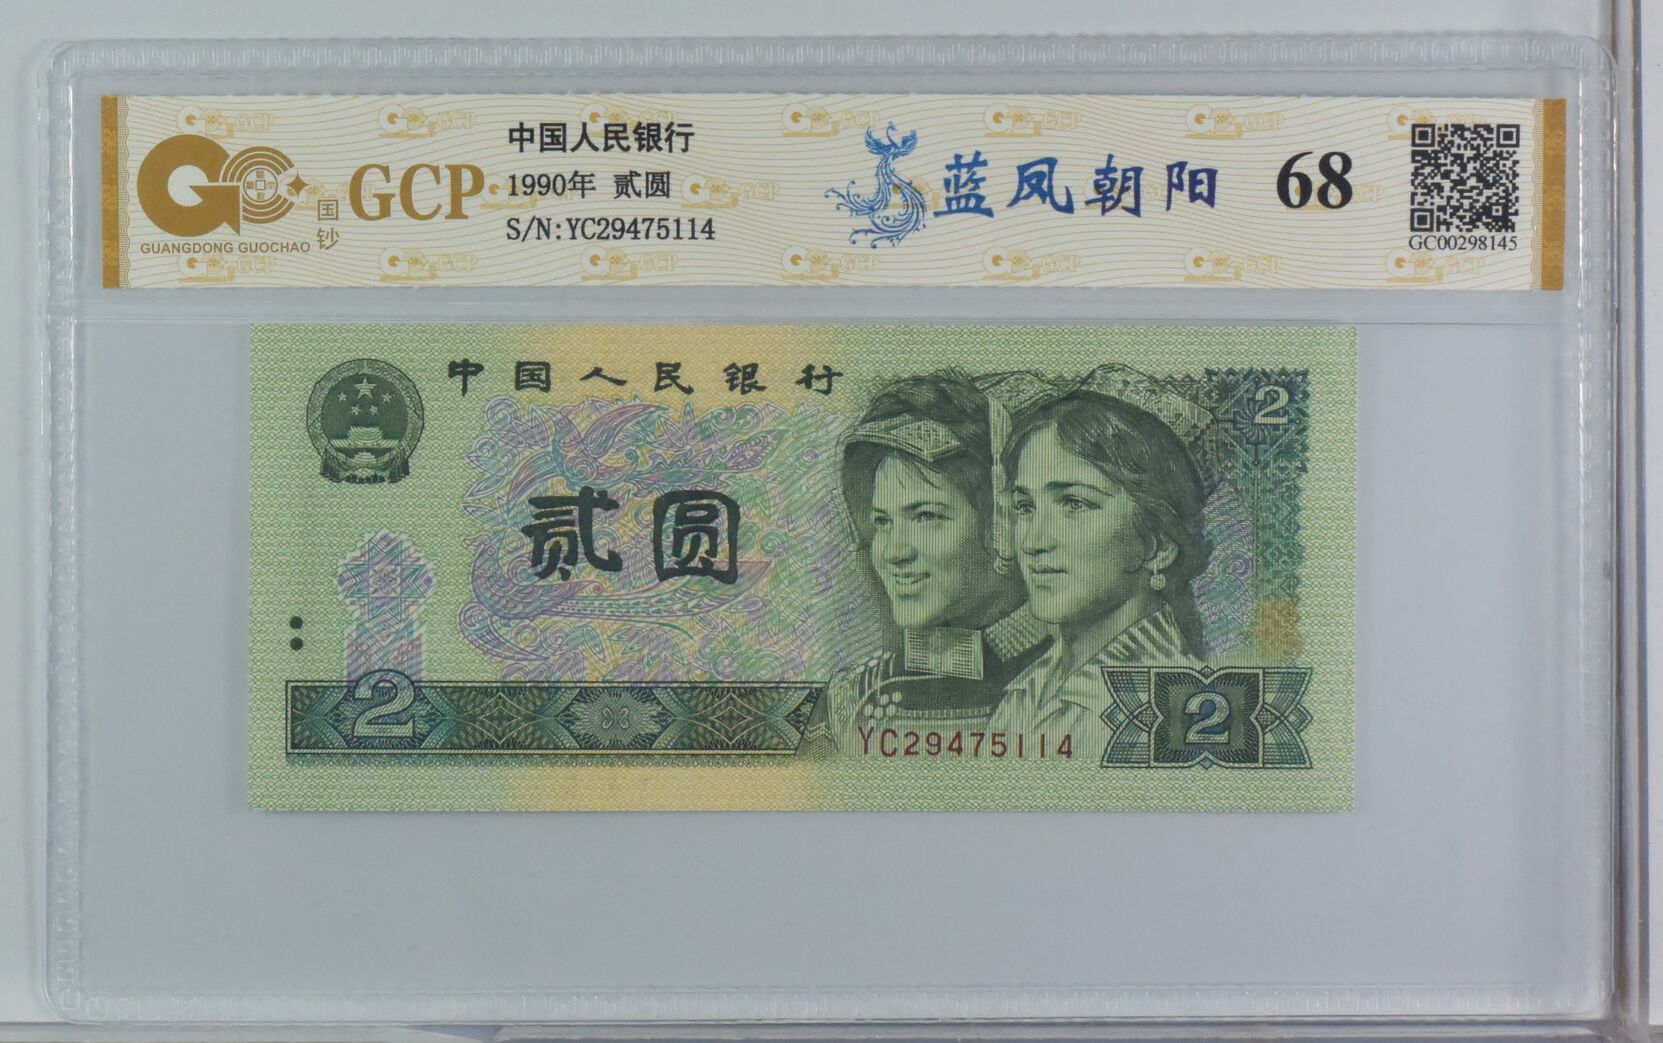 GCP
国钞
GUANGDONG GUOCHAO
中国人民银行
1990年 贰圆
S/N:YC29475114
蓝凤朝阳
68
GC00298145
中国人民银行
2
贰圆
2
YC29475114
2